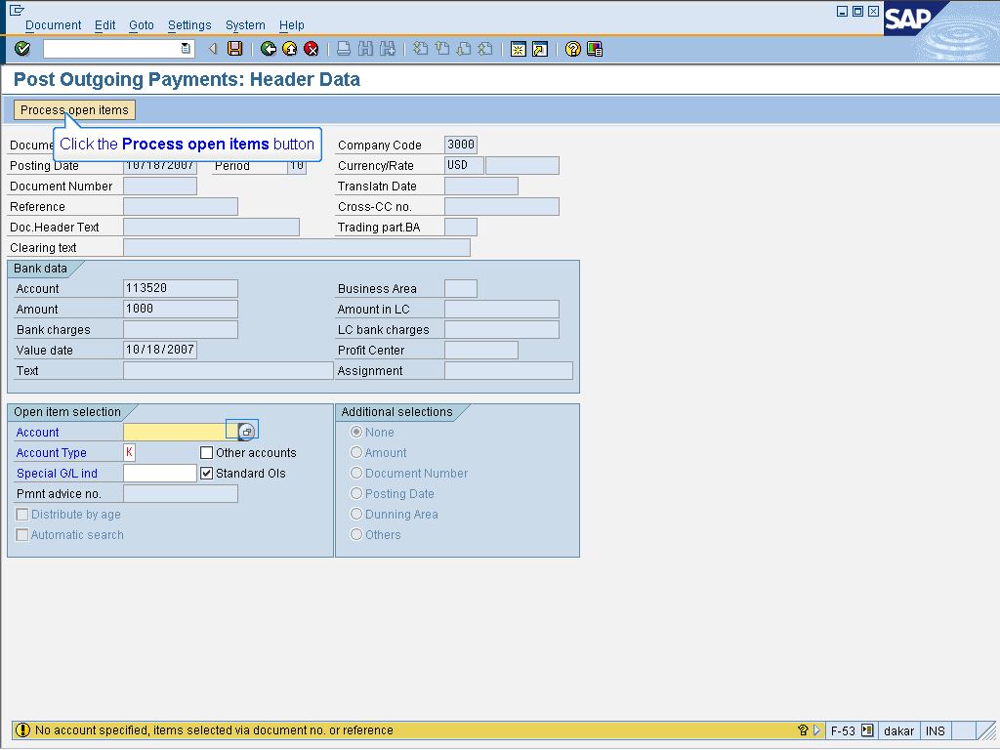 Document Edit Goto Settings System Help
SAP
Post Outgoing Payments: Header Data
Process open items
Click the Process open items button
Company Code 3000
Posting Date 10/18/2007 Period 10 Currency/Rate USD
Document Number Translatn Date
Reference Cross-CC no.
Doc.Header Text Trading part.BA
Clearing text
Bank data
Account 113520 Business Area
Amount 1000 Amount in LC
Bank charges LC bank charges
Value date 10/18/2007 Profit Center
Text Assignment
Open item selection
Account
Account Type K Other accounts
Special G/L ind Standard OIs
Pmnt advice no.
Distribute by age
Automatic search
Additional selections
None
Amount
Document Number
Posting Date
Dunning Area
Others
No account specified, items selected via document no. or reference
F-53 dakar INS